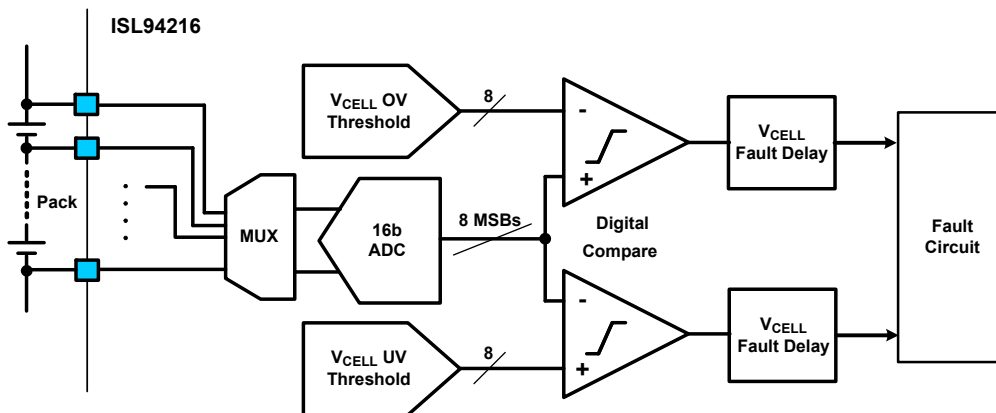 ISL94216
VCELL OV
Threshold
8
-
+
VCELL
Fault Delay
Pack
MUX
16b
ADC
8 MSBs
Digital
Compare
Fault
Circuit
VCELL UV
Threshold
8
-
+
VCELL
Fault Delay